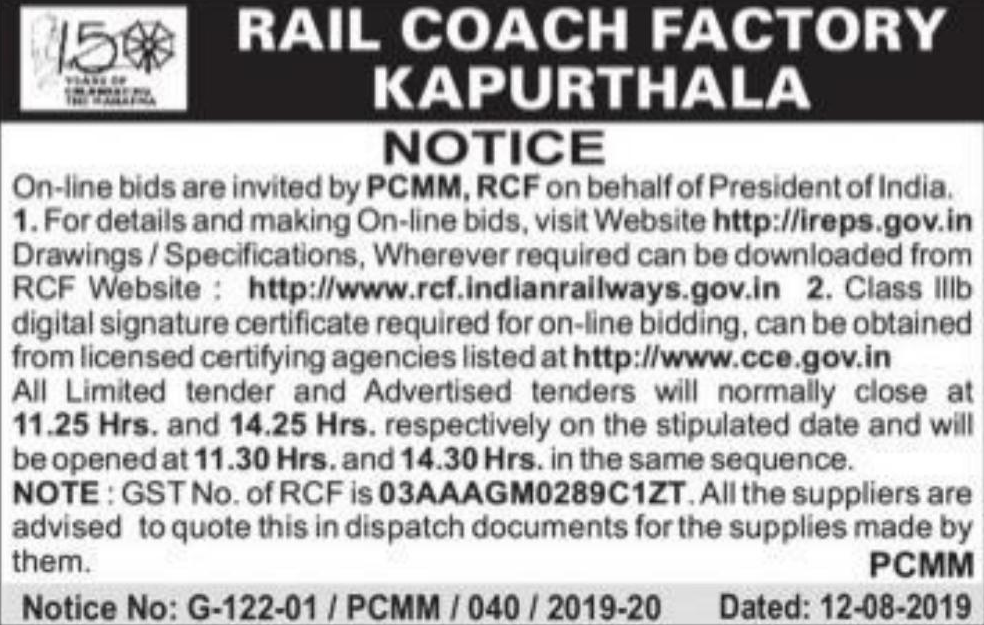 150
YEARS OF
CELEBRATING
THE MAHATMA
RAIL COACH FACTORY
KAPURTHALA
NOTICE
On-line bids are invited by PCMM, RCF on behalf of President of India.
1. For details and making On-line bids, visit Website http://ireps.gov.in
Drawings / Specifications, Wherever required can be downloaded from
RCF Website : http://www.rcf.indianrailways.gov.in 2. Class IIIb
digital signature certificate required for on-line bidding, can be obtained
from licensed certifying agencies listed at http://www.cce.gov.in
All Limited tender and Advertised tenders will normally close at
11.25 Hrs. and 14.25 Hrs. respectively on the stipulated date and will
be opened at 11.30 Hrs. and 14.30 Hrs. in the same sequence.
NOTE : GST No. of RCF is 03AAAGM0289C1ZT. All the suppliers are
advised to quote this in dispatch documents for the supplies made by
them. PCMM
Notice No: G-122-01 / PCMM / 040 / 2019-20 Dated: 12-08-2019